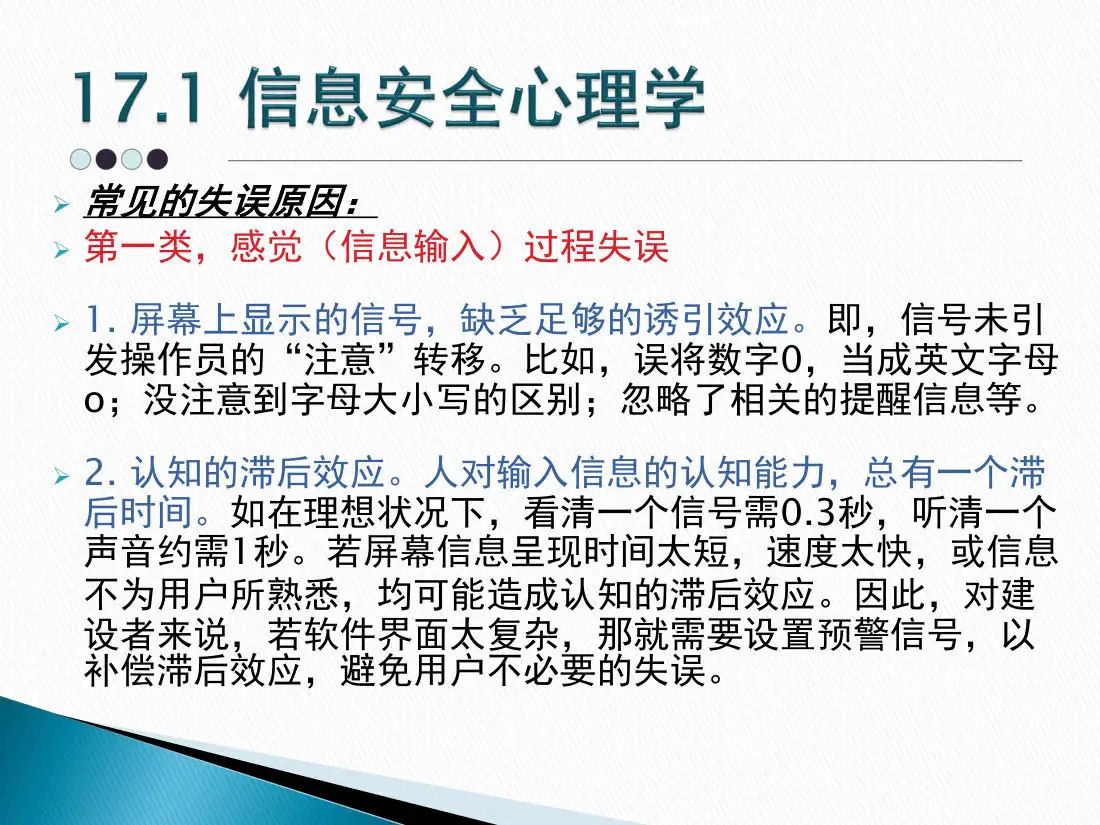 17.1 信息安全心理学
常见的失误原因：
第一类，感觉（信息输入）过程失误
1. 屏幕上显示的信号，缺乏足够的诱引效应。即，信号未引
发操作员的“注意”转移。比如，误将数字0，当成英文字母
o；没注意到字母大小写的区别；忽略了相关的提醒信息等。
2. 认知的滞后效应。人对输入信息的认知能力，总有一个滞
后时间。如在理想状况下，看清一个信号需0.3秒，听清一个
声音约需1秒。若屏幕信息呈现时间太短，速度太快，或信息
不为用户所熟悉，均可能造成认知的滞后效应。因此，对建
设者来说，若软件界面太复杂，那就需要设置预警信号，以
补偿滞后效应，避免用户不必要的失误。